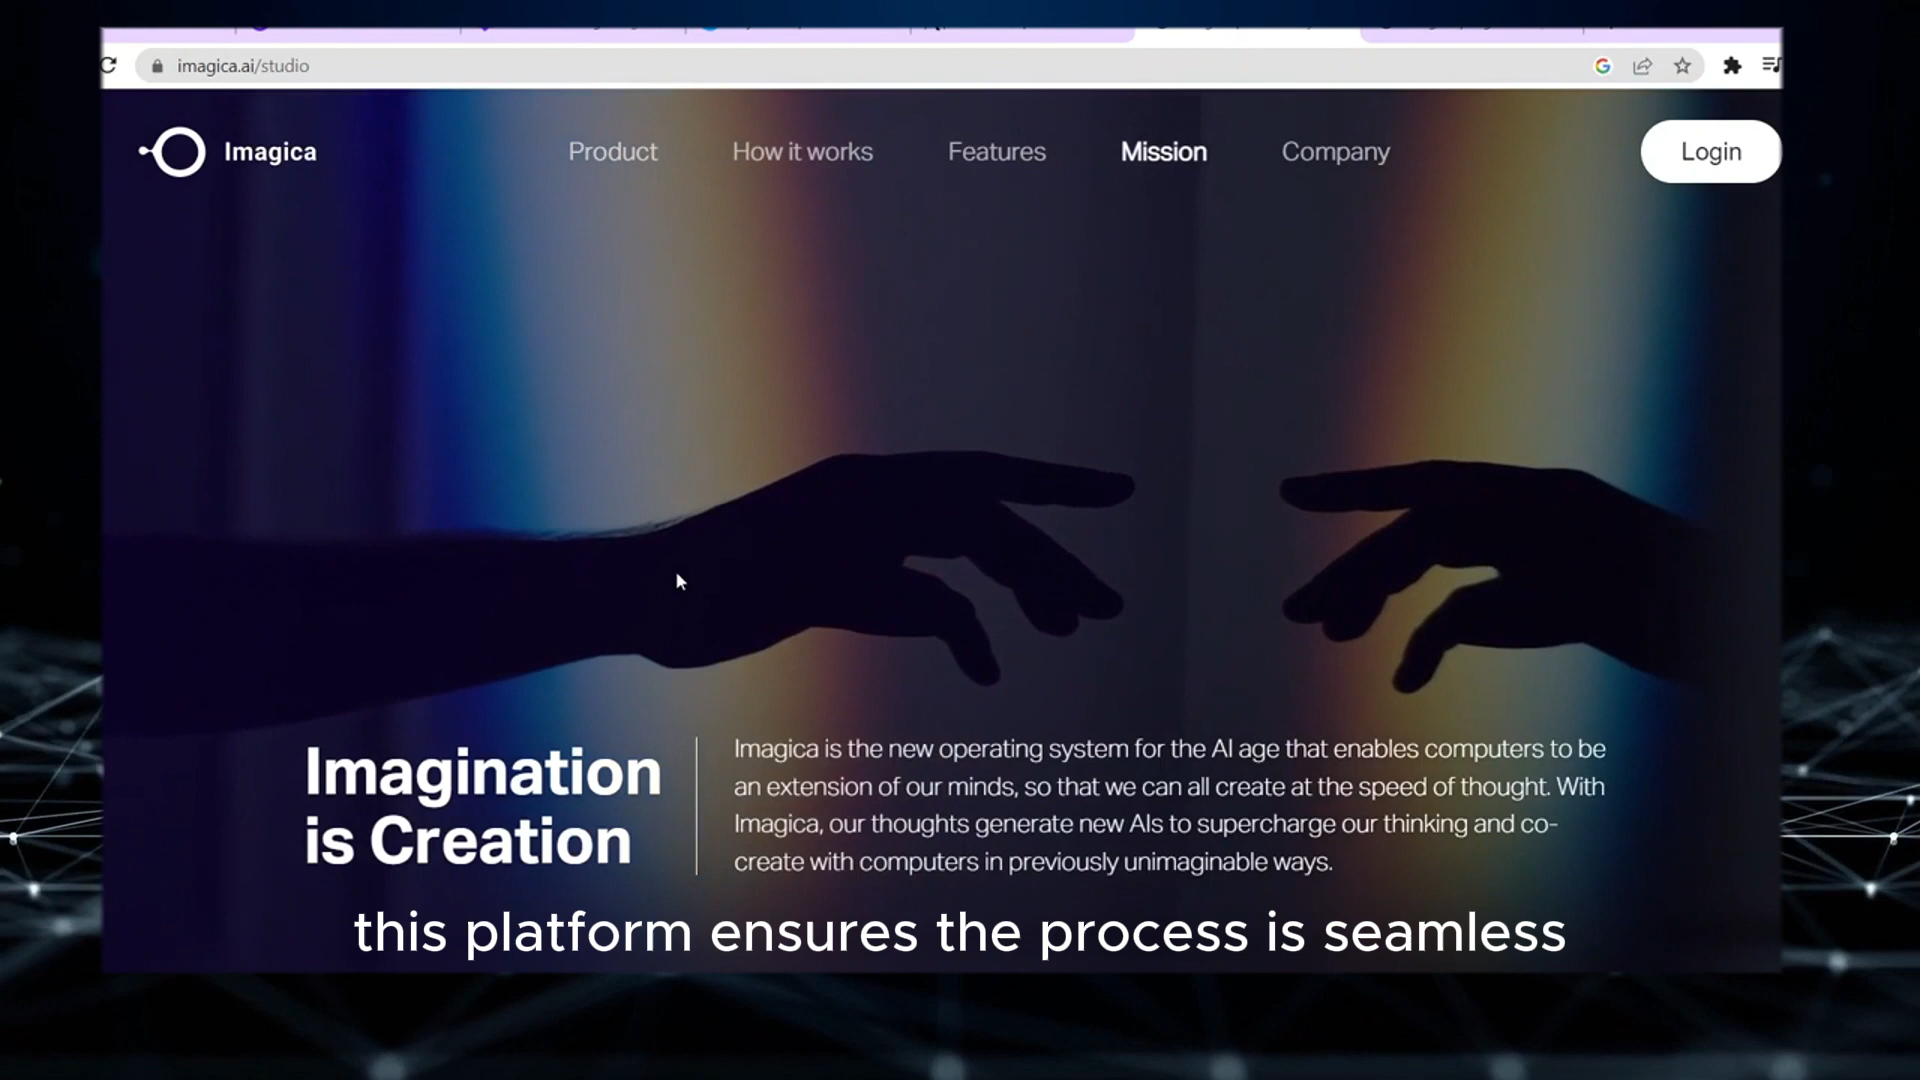 imagica.ai/studio
Imagica
Product
How it works
Features
Mission
Company
Login
Imagination
is Creation
Imagica is the new operating system for the AI age that enables computers to be
an extension of our minds, so that we can all create at the speed of thought. With
Imagica, our thoughts generate new AIs to supercharge our thinking and co-
create with computers in previously unimaginable ways.
this platform ensures the process is seamless